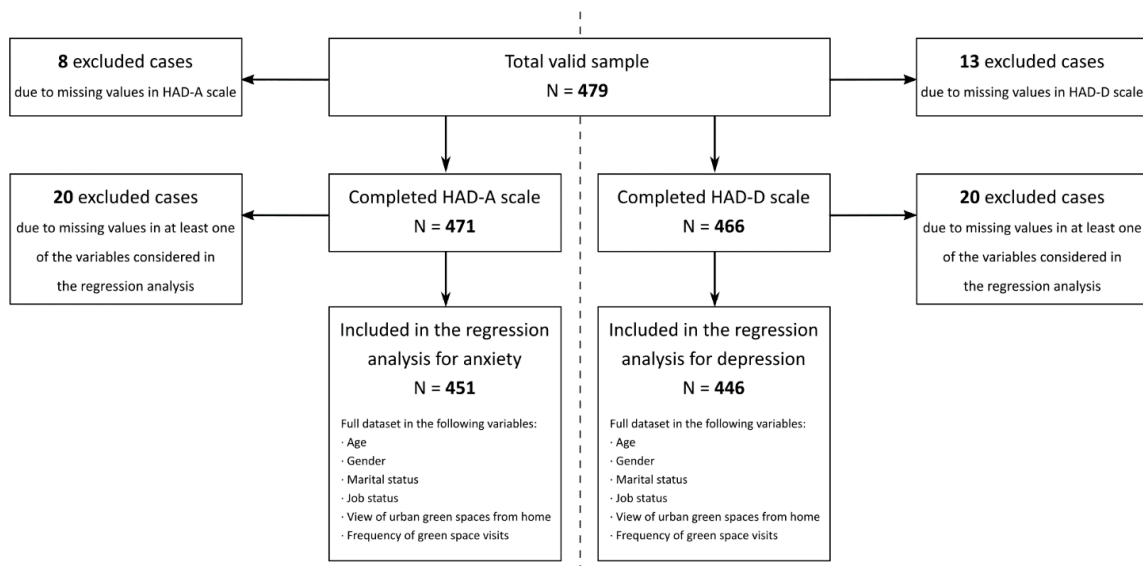 8 excluded cases
due to missing values in HAD-A scale
Total valid sample
N = 479
13 excluded cases
due to missing values in HAD-D scale
20 excluded cases
due to missing values in at least one
of the variables considered in
the regression analysis
Completed HAD-A scale
N = 471
Completed HAD-D scale
N = 466
20 excluded cases
due to missing values in at least one
of the variables considered in
the regression analysis
Included in the regression
analysis for anxiety
N = 451
Full dataset in the following variables:
· Age
· Gender
· Marital status
· Job status
· View of urban green spaces from home
· Frequency of green space visits
Included in the regression
analysis for depression
N = 446
Full dataset in the following variables:
· Age
· Gender
· Marital status
· Job status
· View of urban green spaces from home
· Frequency of green space visits